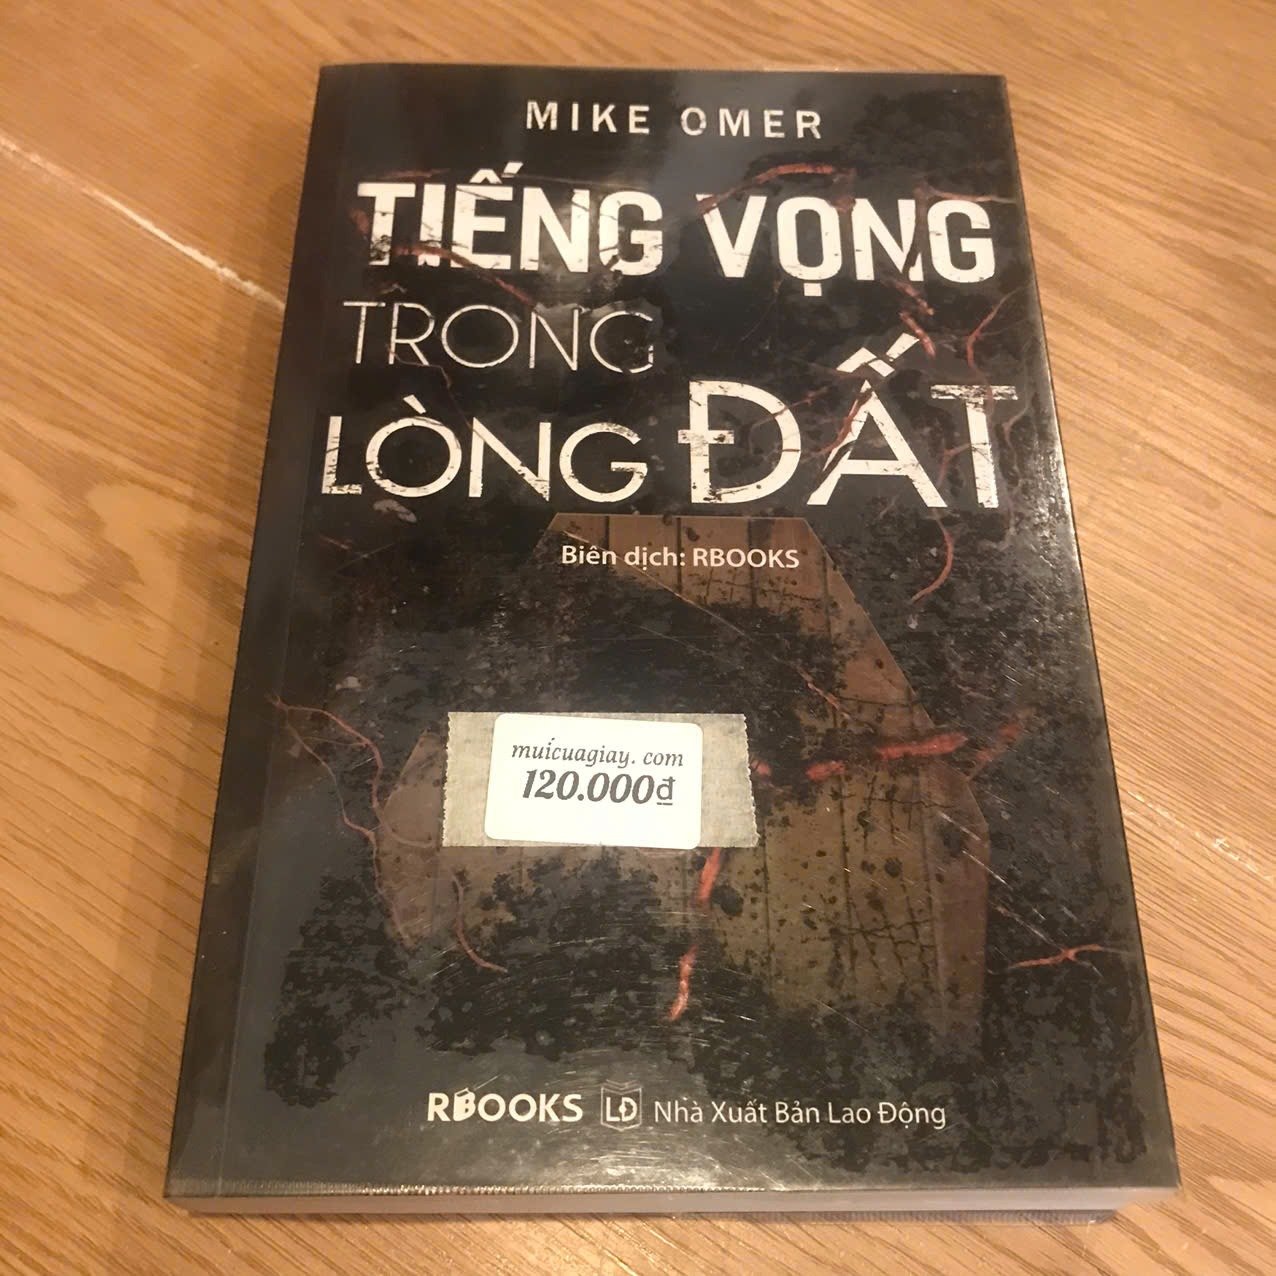 MIKE OMER
TIẾNG VỌNG
TRONG
LÒNG ĐẤT
Biên dịch: RBOOKS
muicuagiay. com
120.000₫
RBOOKS LĐ Nhà Xuất Bản Lao Động